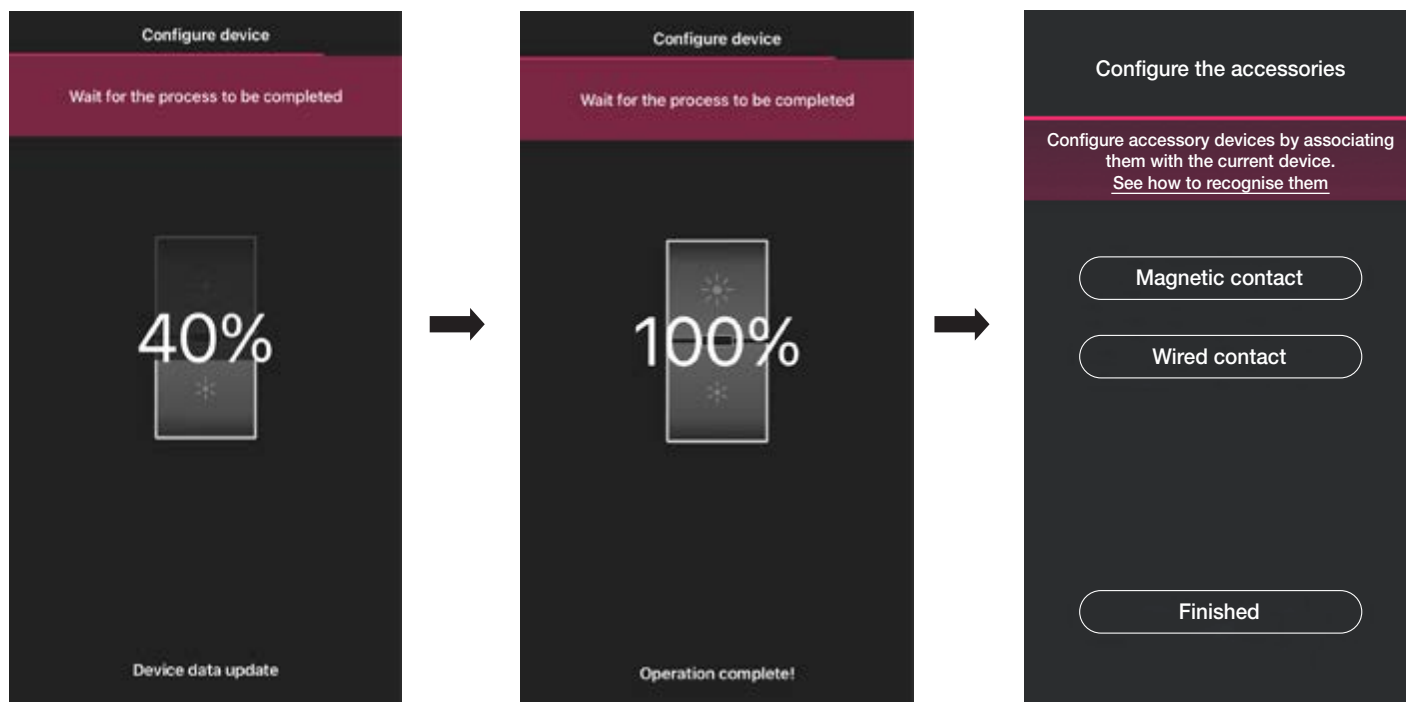 Configure device
Wait for the process to be completed
40%
Device data update
Configure device
Wait for the process to be completed
100%
Operation complete!
Configure the accessories
Configure accessory devices by associating
them with the current device.
See how to recognise them
Magnetic contact
Wired contact
Finished